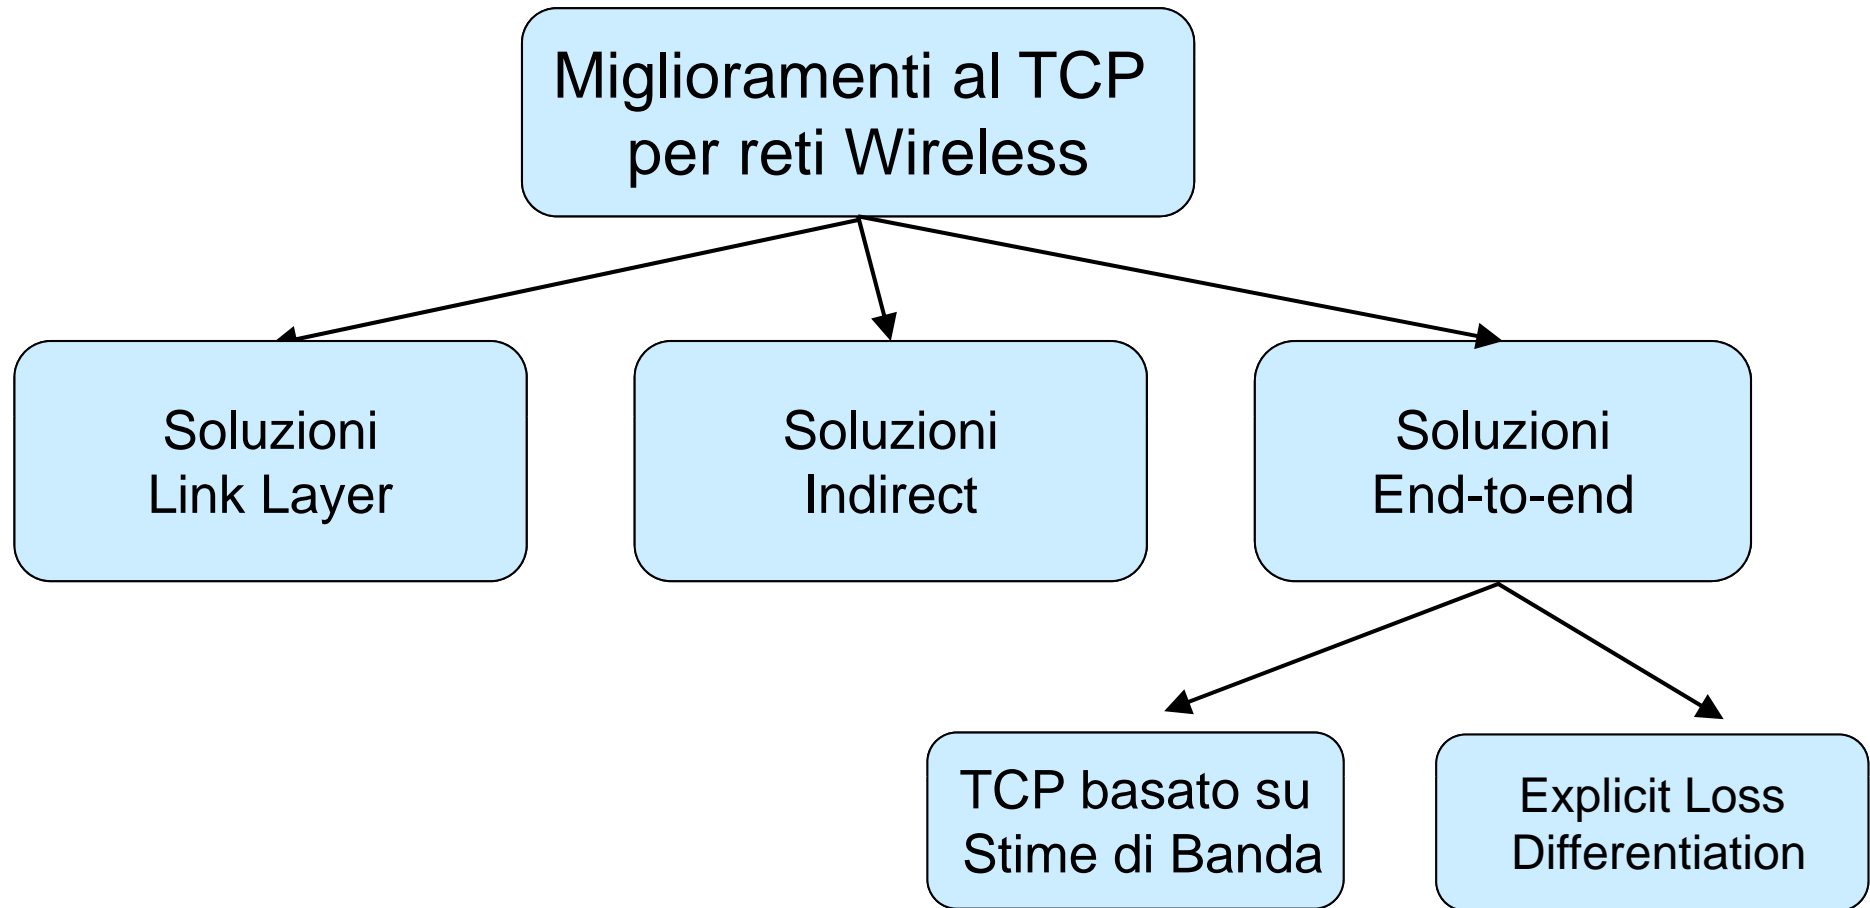 Miglioramenti al TCP
per reti Wireless
Soluzioni
Link Layer
Soluzioni
Indirect
Soluzioni
End-to-end
TCP basato su
Stime di Banda
Explicit Loss
Differentiation